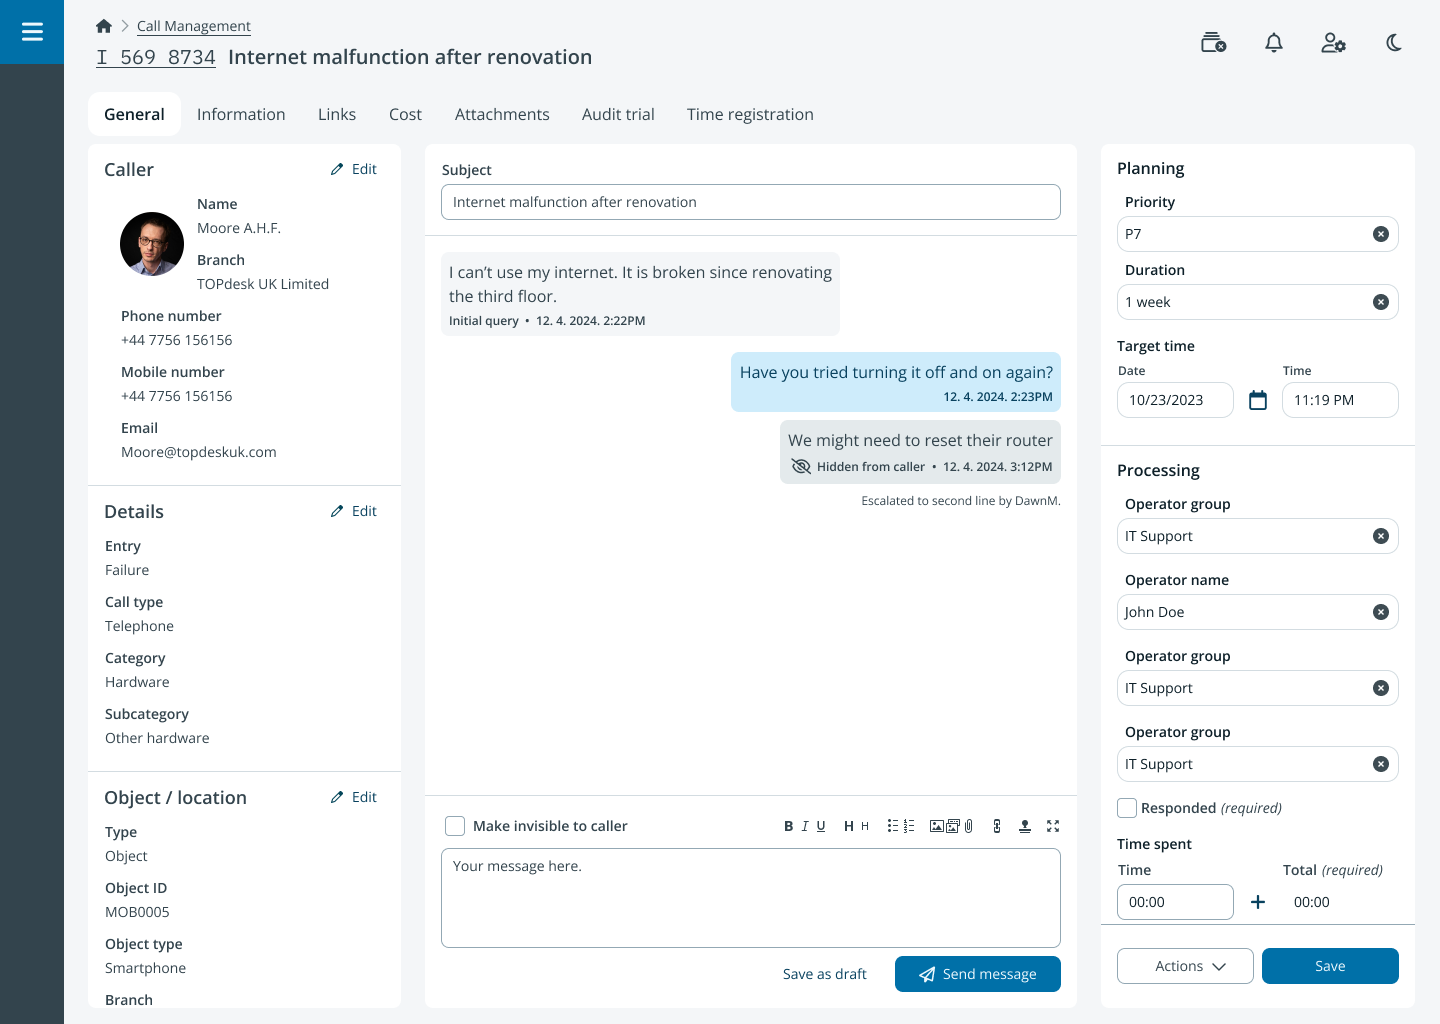 Call Management
I 569 8734 Internet malfunction after renovation
General Information Links Cost Attachments Audit trial Time registration
Caller Edit
Name
Moore A.H.F.
Branch
TOPdesk UK Limited
Phone number
+44 7756 156156
Mobile number
+44 7756 156156
Email
Moore@topdeskuk.com
Details Edit
Entry
Failure
Call type
Telephone
Category
Hardware
Subcategory
Other hardware
Object / location Edit
Type
Object
Object ID
MOB0005
Object type
Smartphone
Branch
Subject
Internet malfunction after renovation
I can’t use my internet. It is broken since renovating
the third floor.
Initial query • 12. 4. 2024. 2:22PM
Have you tried turning it off and on again?
12. 4. 2024. 2:23PM
We might need to reset their router
Hidden from caller • 12. 4. 2024. 3:12PM
Escalated to second line by DawnM.
Make invisible to caller B I U H H
Your message here.
Save as draft Send message
Planning
Priority
P7
Duration
1 week
Target time
Date Time
10/23/2023 11:19 PM
Processing
Operator group
IT Support
Operator name
John Doe
Operator group
IT Support
Operator group
IT Support
Responded (required)
Time spent
Time Total (required)
00:00 00:00
Actions Save